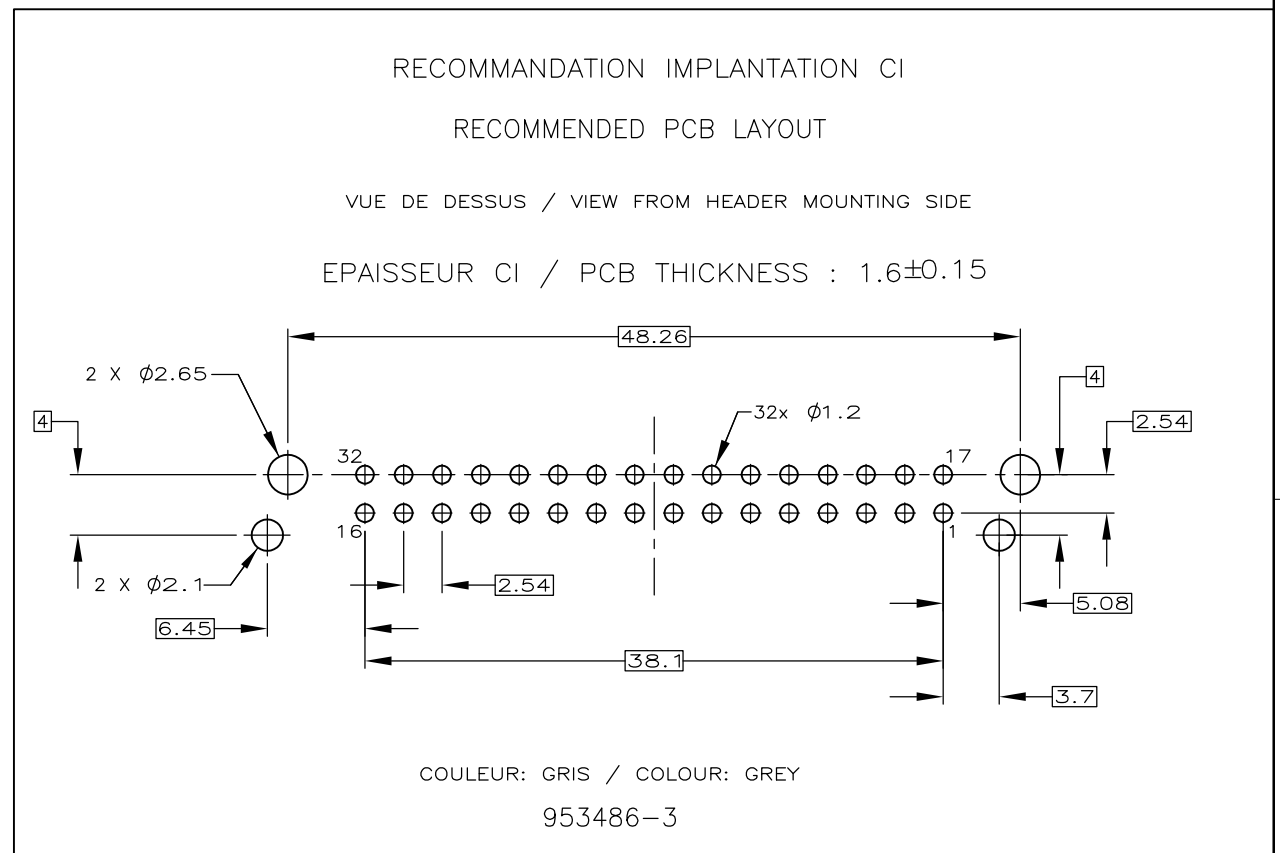 RECOMMANDATION IMPLANTATION CI
RECOMMENDED PCB LAYOUT
VUE DE DESSUS / VIEW FROM HEADER MOUNTING SIDE
EPAISSEUR CI / PCB THICKNESS : 1.6±0.15
48.26
2 X Ø2.65
4
4
32x Ø1.2
2.54
32
17
16
1
2 X Ø2.1
2.54
5.08
6.45
38.1
3.7
COULEUR: GRIS / COLOUR: GREY
953486-3